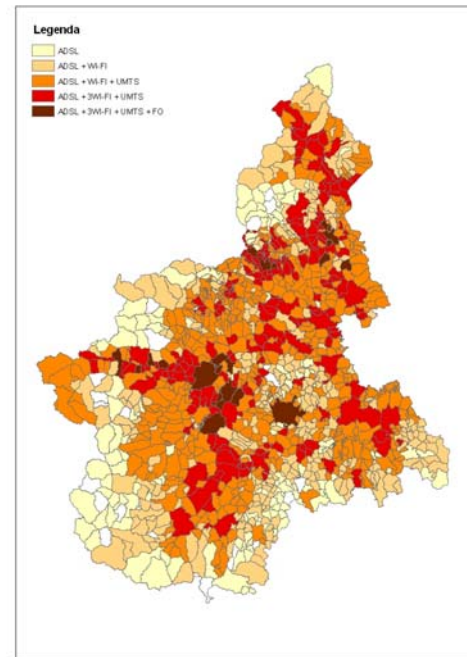 Legenda
ADSL
ADSL + WI-FI
ADSL + WI-FI + UMTS
ADSL + 3WI-FI + UMTS
ADSL + 3WI-FI + UMTS + FO